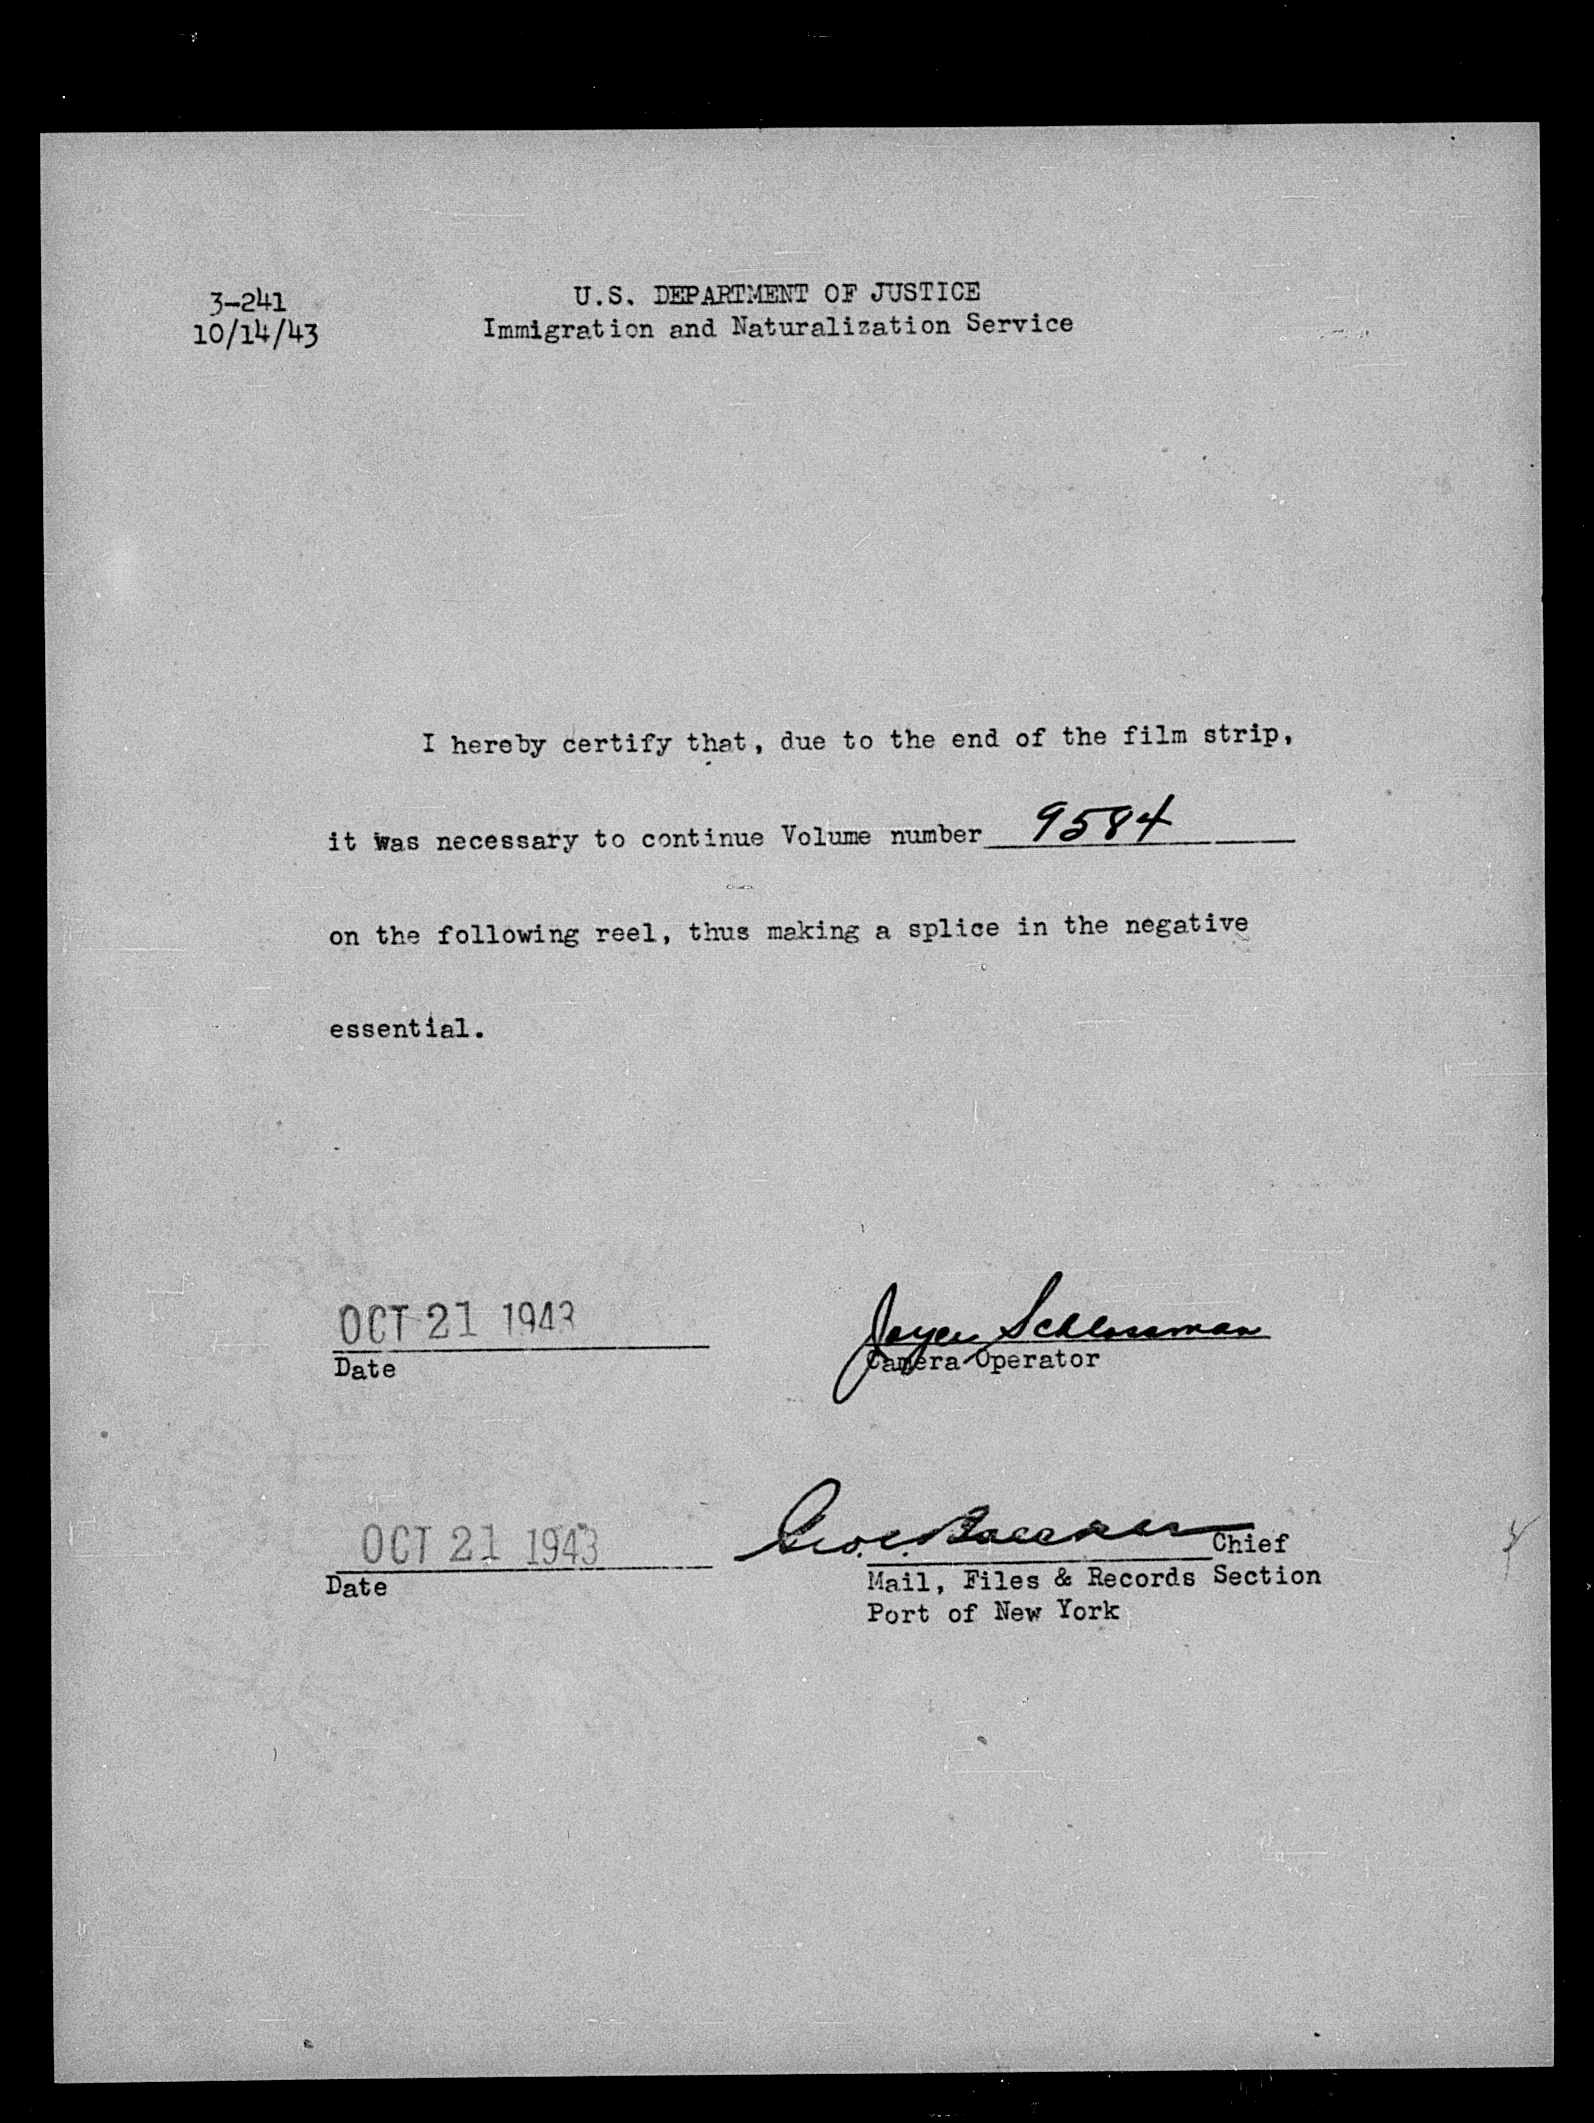 3-241
10/14/43
U.S. DEPARTMENT OF JUSTICE
Immigration and Naturalization Service
I hereby certify that, due to the end of the film strip,
it was necessary to continue Volume number 9584
on the following reel, thus making a splice in the negative
essential.
OCT 21 1943
Date
Joyce Schlossman
Camera Operator
OCT 21 1943
Date
Geo. Chief
Mail, Files & Records Section
Port of New York